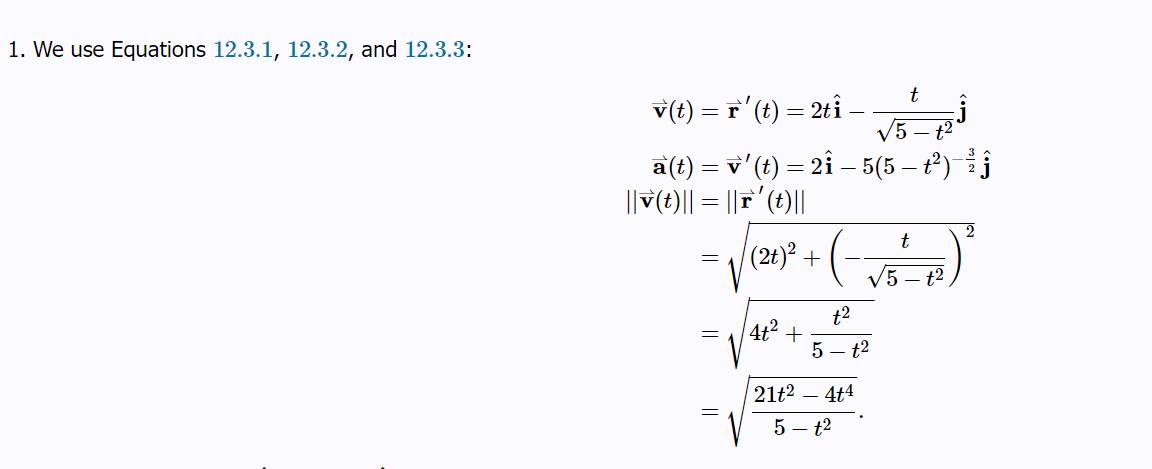 1. We use Equations 12.3.1, 12.3.2, and 12.3.3:
v⃗(t) = r⃗ ′(t) = 2t î − t/√(5 − t²) ĵ
a⃗(t) = v⃗ ′(t) = 2 î − 5(5 − t²)^(−3/2) ĵ
||v⃗(t)|| = ||r⃗ ′(t)||
= √((2t)² + (−t/√(5 − t²))²)
= √(4t² + t²/(5 − t²))
= √((21t² − 4t⁴)/(5 − t²)).